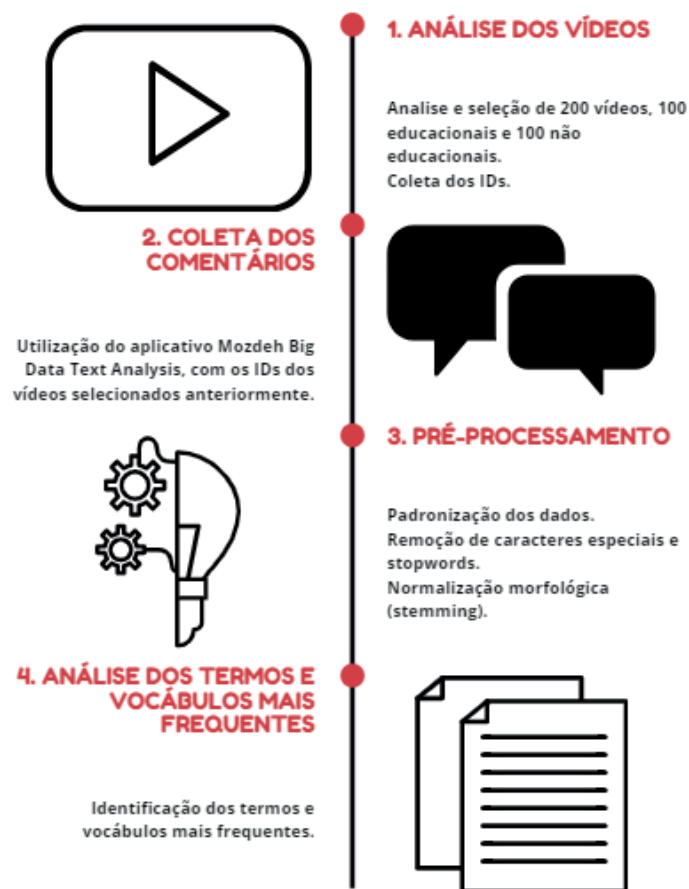 1. ANÁLISE DOS VÍDEOS
Analise e seleção de 200 vídeos, 100
educacionais e 100 não
educacionais.
Coleta dos IDs.
2. COLETA DOS
COMENTÁRIOS
Utilização do aplicativo Mozdeh Big
Data Text Analysis, com os IDs dos
vídeos selecionados anteriormente.
3. PRÉ-PROCESSAMENTO
Padronização dos dados.
Remoção de caracteres especiais e
stopwords.
Normalização morfológica
(stemming).
4. ANÁLISE DOS TERMOS E
VOCÁBULOS MAIS
FREQUENTES
Identificação dos termos e
vocábulos mais frequentes.